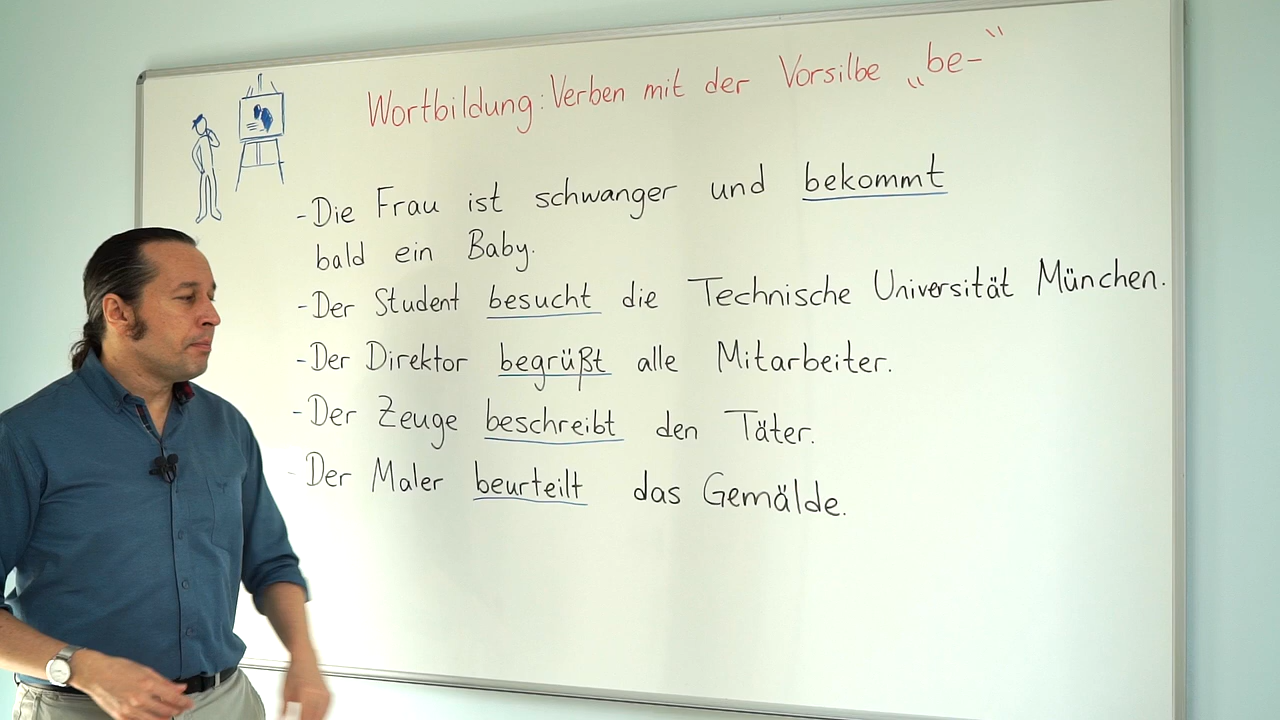 Wortbildung: Verben mit der Vorsilbe „be-“
- Die Frau ist schwanger und bekommt
bald ein Baby.
- Der Student besucht die Technische Universität München.
- Der Direktor begrüßt alle Mitarbeiter.
- Der Zeuge beschreibt den Täter.
- Der Maler beurteilt das Gemälde.